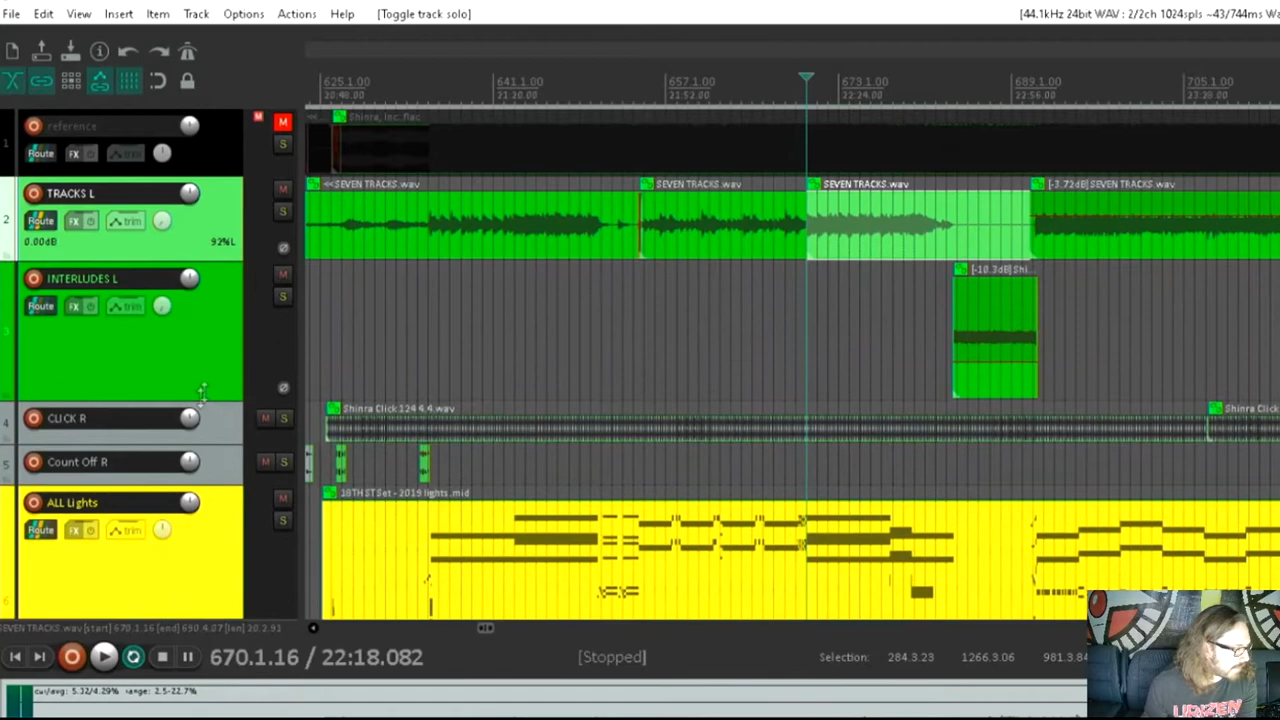 File Edit View Insert Item Track Options Actions Help [Toggle track solo] [44.1kHz 24bit WAV : 2/2ch 1024spls ~43/744ms Wa
625.1.00 641.1.00 657.1.00 673.1.00 689.1.00 705.1.00
20:48.00 21:20.00 21:52.00 22:24.00 22:56.00 23:28.00
1 reference M M Shinra, Inc.flac
Route FX trim S
2 TRACKS L M <<SEVEN TRACKS.wav SEVEN TRACKS.wav SEVEN TRACKS.wav [-3.72dB]SEVEN TRACKS.wav
Route FX trim S
0.00dB 92%L
3 INTERLUDES L M [-10.3dB]Shi...
Route FX trim S
4 CLICK R M S Shinra Click 124 4.4.wav Shinra Click
5 Count Off R M S
6 ALL Lights M 18THSTSet - 2019 lights.mid
Route FX trim S
SEVEN TRACKS.wav [start] 670.1.16 [end] 690.4.07 [len] 20.2.91
670.1.16 / 22:18.082 [Stopped] Selection: 284.3.23 1266.3.06 981.3.84
cur/avg: 5.32/4.29% range: 2.5-22.7%